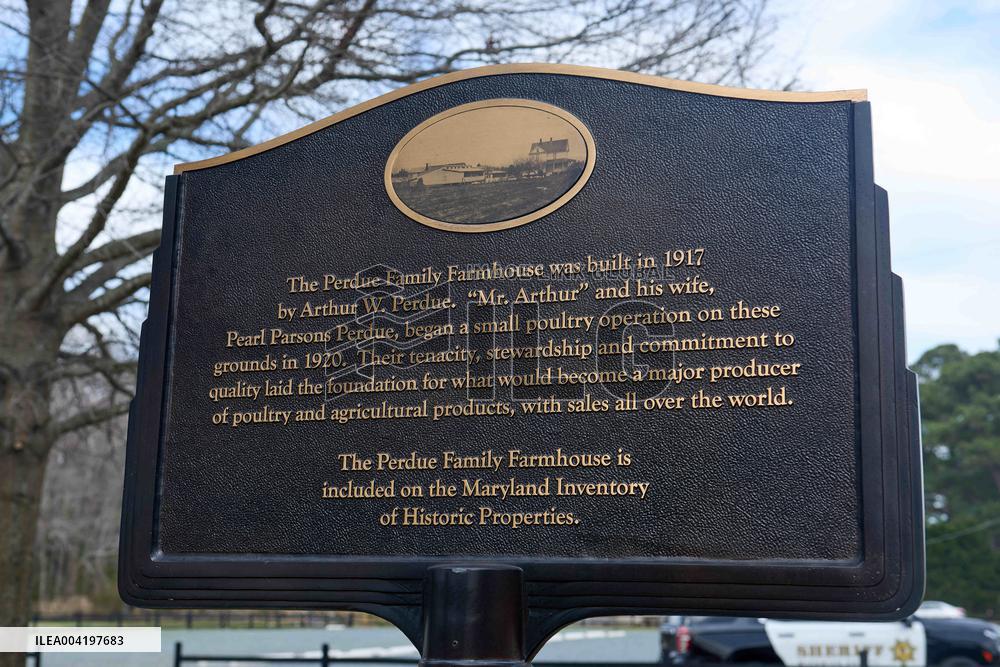 The Perdue Family Farmhouse was built in 1917
by Arthur W. Perdue. “Mr. Arthur” and his wife,
Pearl Parsons Perdue, began a small poultry operation on these
grounds in 1920. Their tenacity, stewardship and commitment to
quality laid the foundation for what would become a major producer
of poultry and agricultural products, with sales all over the world.
The Perdue Family Farmhouse is
included on the Maryland Inventory
of Historic Properties.
ILC
ILEA004197683
SHERIFF